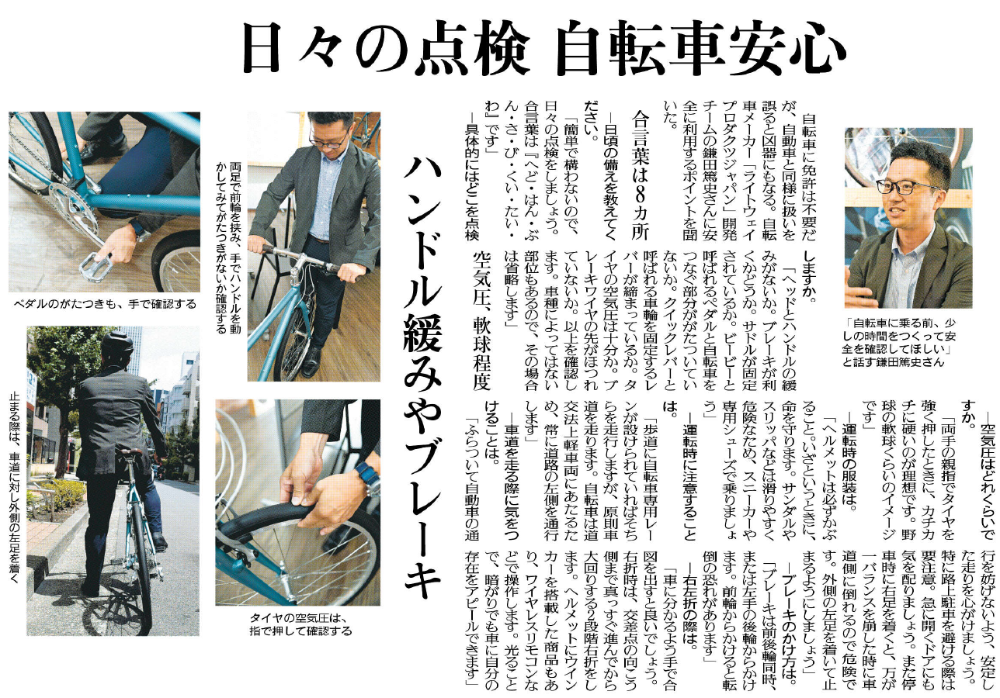 日々の点検 自転車安心
自転車に免許は不要だ
が、自動車と同様に扱いを
誤ると凶器にもなる。自転
車メーカー「ライトウェイ
プロダクツジャパン」開発
チームの鎌田篤史さんに安
全に利用するポイントを聞
いた。
合言葉は８カ所
―日頃の備えを教えてく
ださい。
「簡単で構わないので、
日々の点検をしましょう。
合言葉は『へど・はん・ぶ
ん・さ・び・くい・たい・
わ』です」
―具体的にはどこを点検
しますか。
「ヘッドとハンドルの緩
みがないか。ブレーキが利
くかどうか。サドルが固定
されているか。ビービーと
呼ばれるペダルと自転車を
つなぐ部分ががたついてい
ないか。クイックレバーと
呼ばれる車輪を固定するレ
バーが締まっているか。タ
イヤの空気圧は十分か。ブ
レーキワイヤの先がほつれ
ていないか。以上を確認し
ます。車種によってはない
部位もあるので、その場合
は省略します」
空気圧、軟球程度
―空気圧はどれくらいで
すか。
「両手の親指でタイヤを
強く押したときに、カチカ
チに硬いのが理想です。野
球の軟球くらいのイメージ
です」
―運転時の服装は。
「ヘルメットは必ずかぶ
ること。いざというときに、
命を守ります。サンダルや
スリッパなどは滑りやすく
危険なため、スニーカーや
専用シューズで乗りましょ
う」
―運転時に注意すること
は。
「歩道に自転車専用レー
ンが設けられていればそち
らを走行しますが、原則車
道を走ります。自転車は道
交法上軽車両にあたるた
め、常に道路の左側を通行
します」
―車道を走る際に気をつ
けることは。
「ふらついて自動車の通
行を妨げないよう、安定し
た走りを心がけましょう。
特に路上駐車を避ける際は
要注意。急に開くドアにも
気を配りましょう。また停
車時に右足を着くと、万が
一バランスを崩した時に車
道側に倒れるので危険で
す。外側の左足を着いて止
まるようにしましょう」
―ブレーキのかけ方は。
「ブレーキは前後輪同時、
または左手の後輪からかけ
ます。前輪からかけると転
倒の恐れがあります」
―右左折の際は。
「車に分かるよう手で合
図を出すと良いでしょう。
右折時は、交差点の向こう
側まで真っすぐ進んでから
大回りする２段階右折をし
ます。ヘルメットにウイン
カーを搭載した商品もあ
り、ワイヤレスリモコンな
どで操作します。光ること
で、暗がりでも車に自分の
存在をアピールできます」
ハンドル緩みやブレーキ
「自転車に乗る前、少
しの時間をつくって安
全を確認してほしい」
と話す鎌田篤史さん
両足で前輪を挟み、手でハンドルを動
かしてみてがたつきがないか確認する
ペダルのがたつきも、手で確認する
タイヤの空気圧は、
指で押して確認する
止まる際は、車道に対し外側の左足を着く